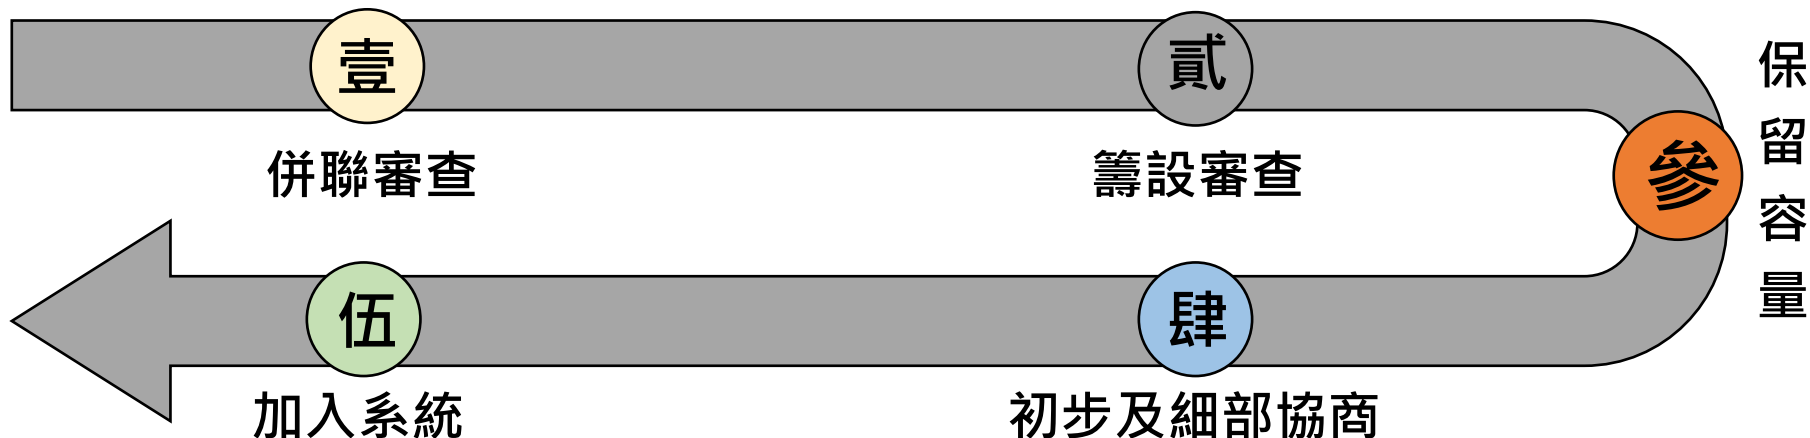 壹
併聯審查
貳
籌設審查
參
保留容量
肆
初步及細部協商
伍
加入系統